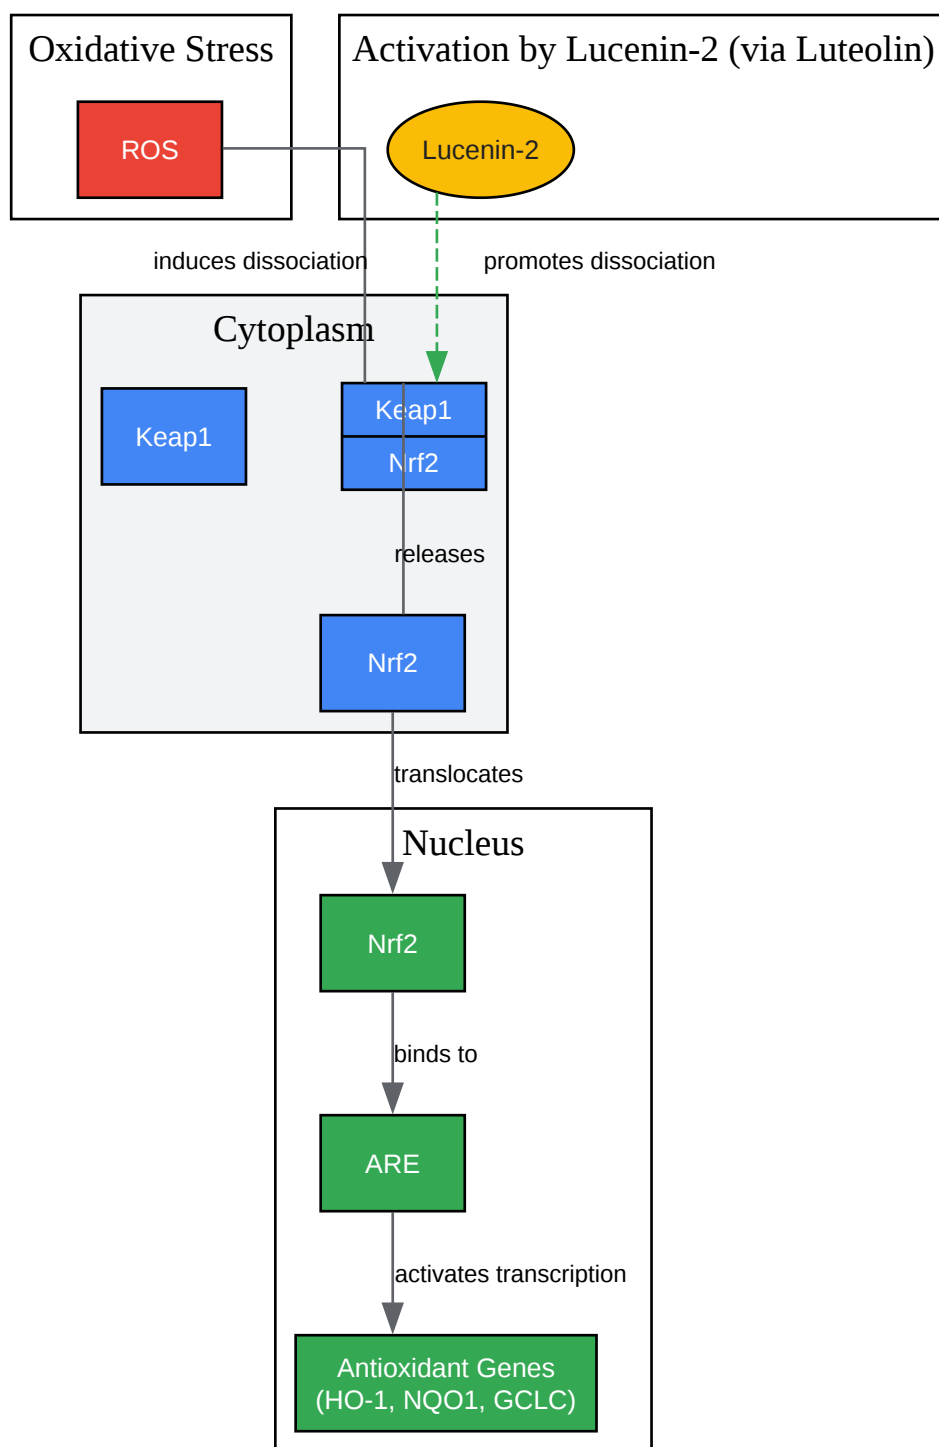 Oxidative Stress
Activation by Lucenin-2 (via Luteolin)
ROS
Lucenin-2
induces dissociation
promotes dissociation
Cytoplasm
Keap1
Keap1
Nrf2
releases
Nrf2
translocates
Nucleus
Nrf2
binds to
ARE
activates transcription
Antioxidant Genes
(HO-1, NQO1, GCLC)